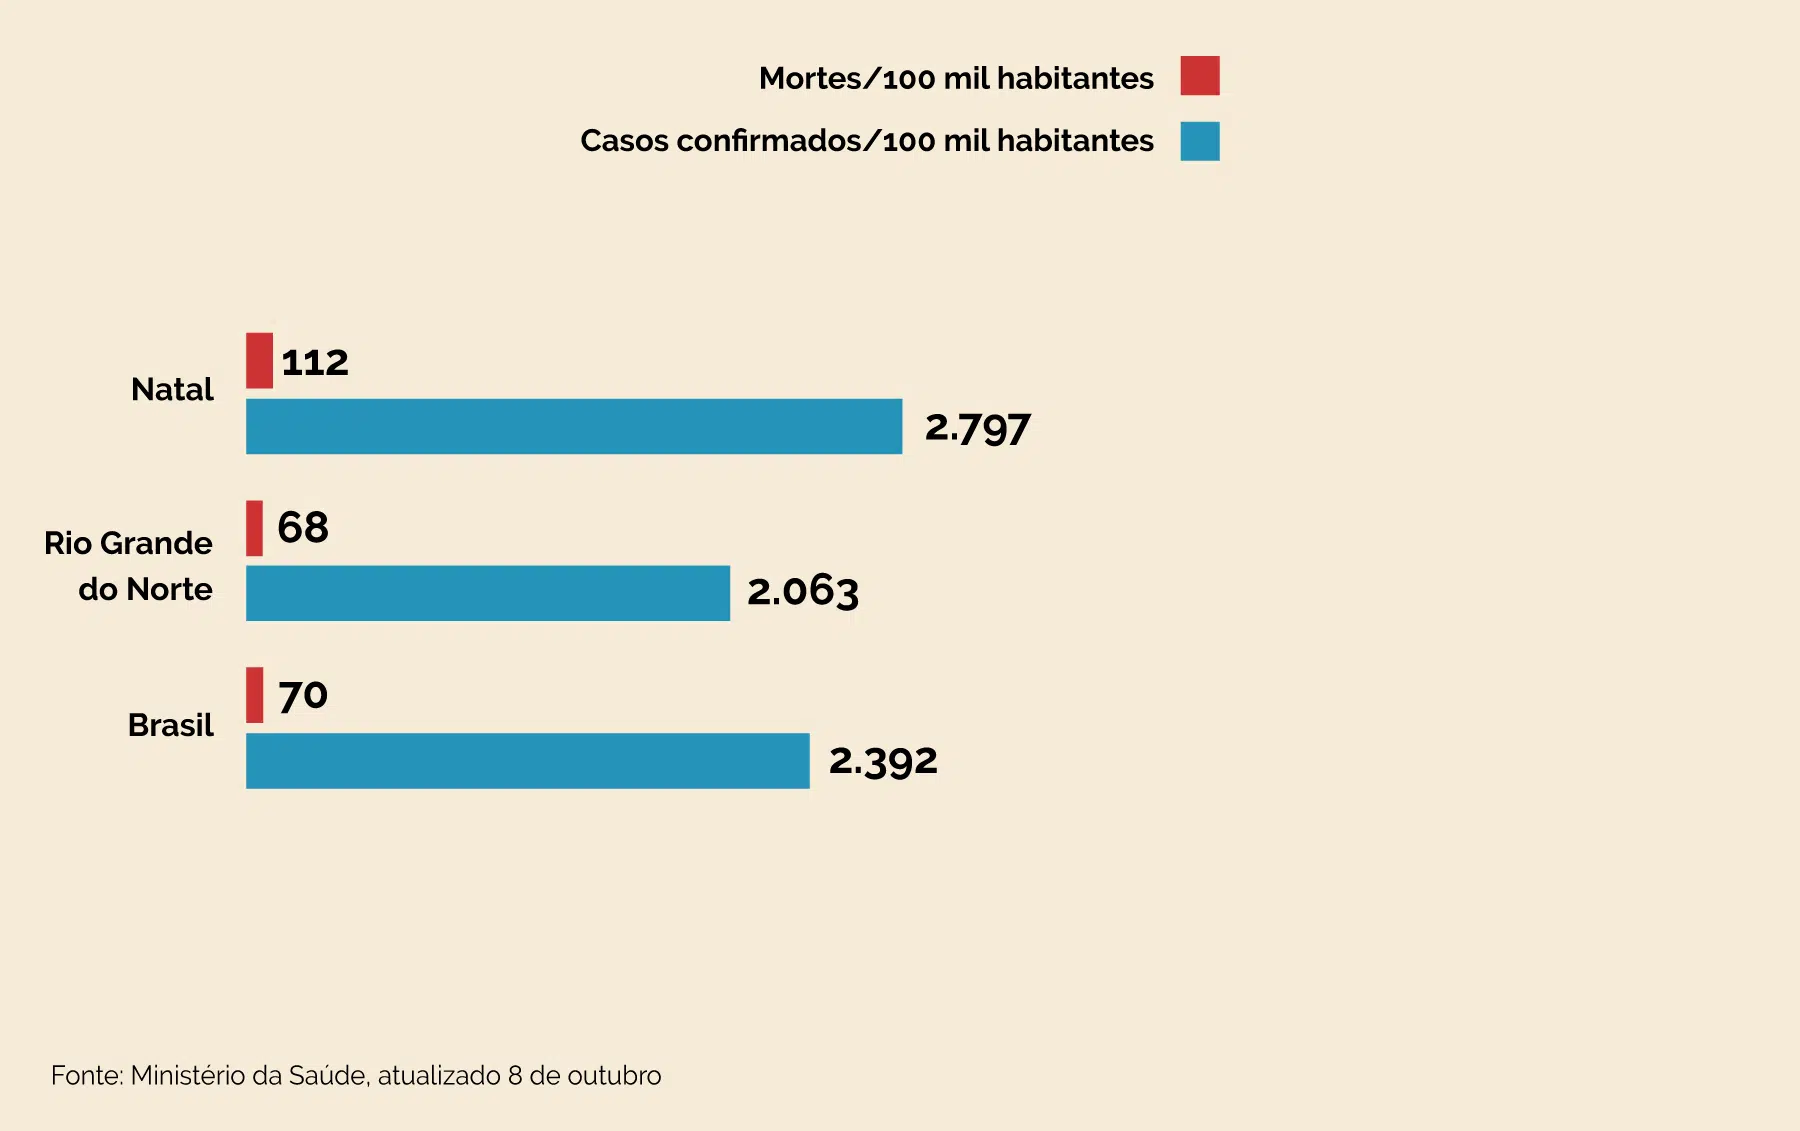 Mortes/100 mil habitantes
Casos confirmados/100 mil habitantes
Natal
112
2.797
Rio Grande
do Norte
68
2.063
Brasil
70
2.392
Fonte: Ministério da Saúde, atualizado 8 de outubro